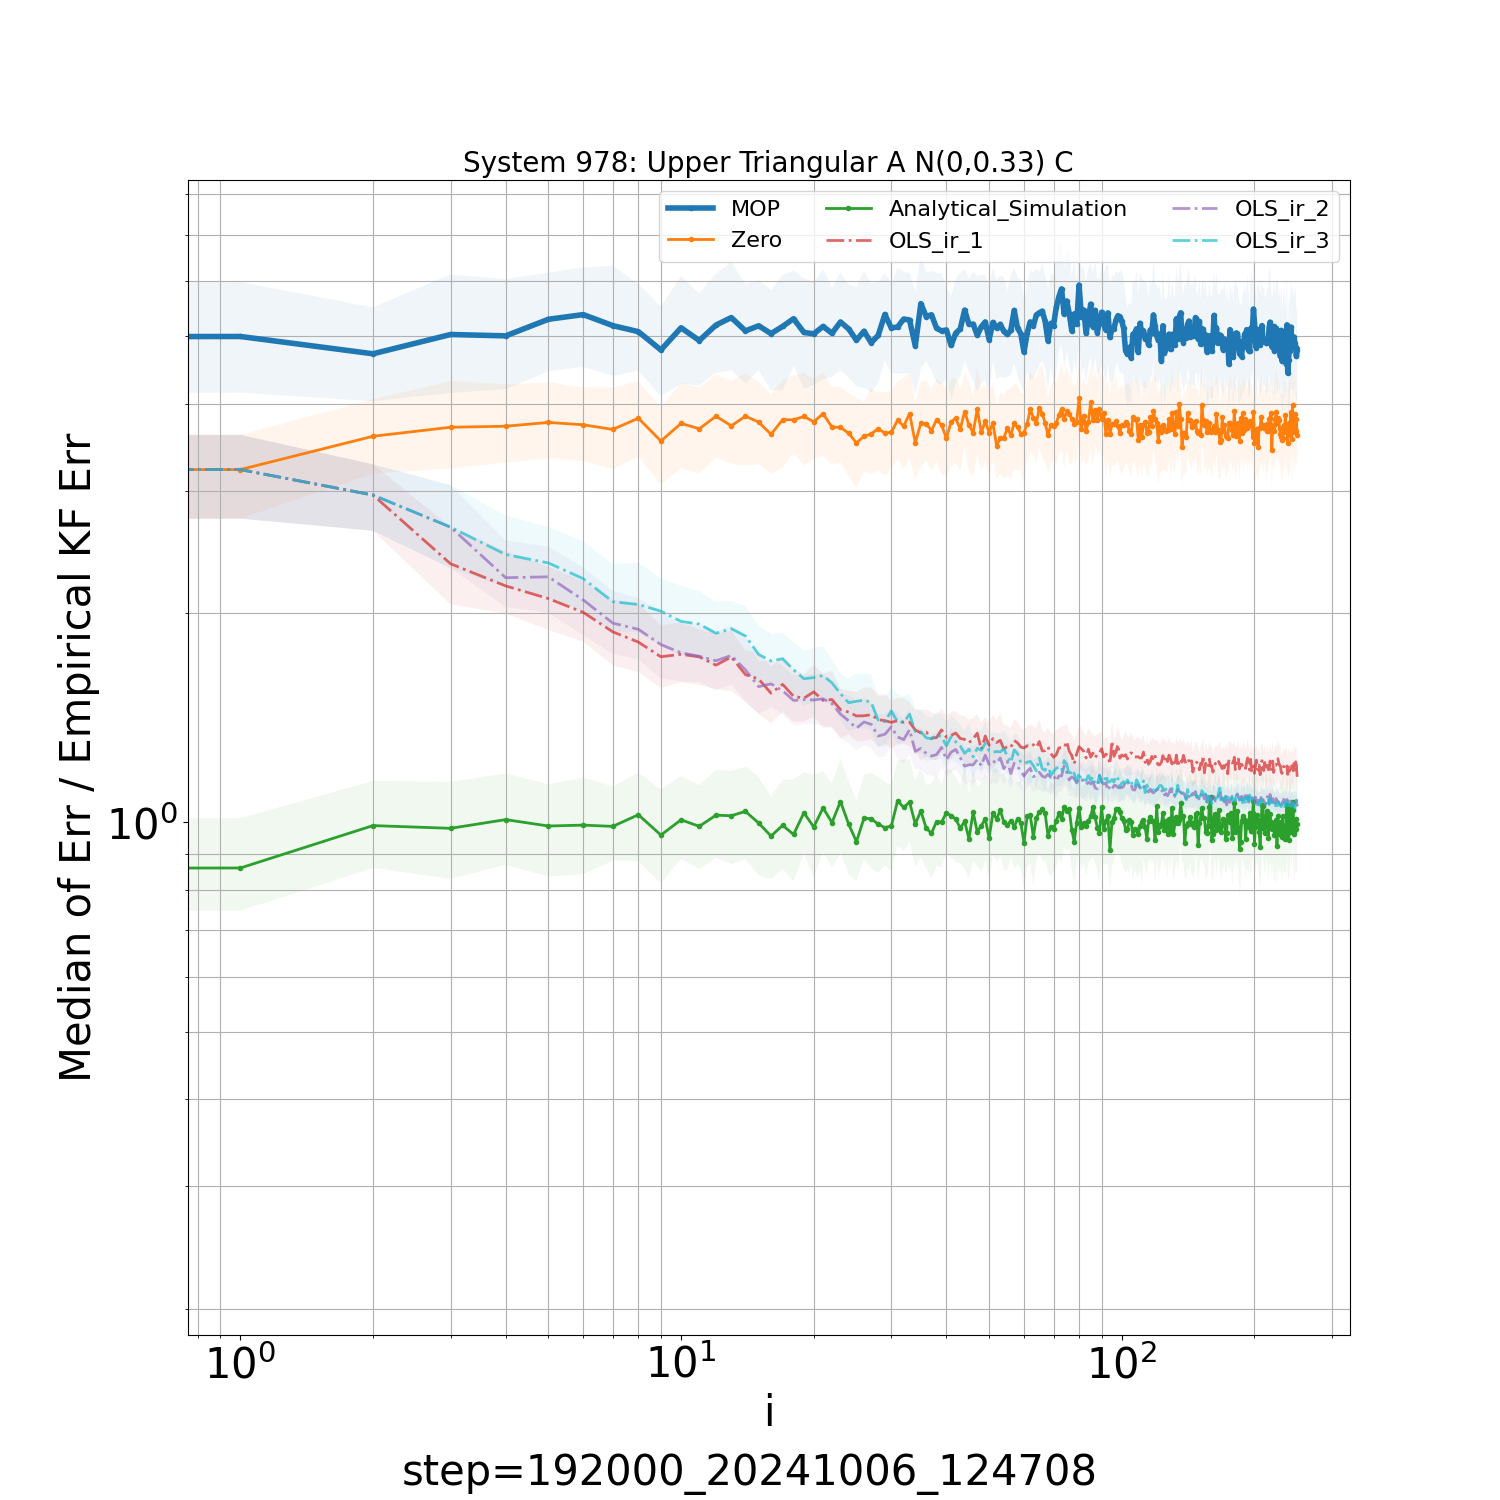 System 978: Upper Triangular A N(0,0.33) C
MOP
Zero
Analytical_Simulation
OLS_ir_1
OLS_ir_2
OLS_ir_3
Median of Err / Empirical KF Err
10⁰
10⁰ 10¹ 10²
i
step=192000_20241006_124708